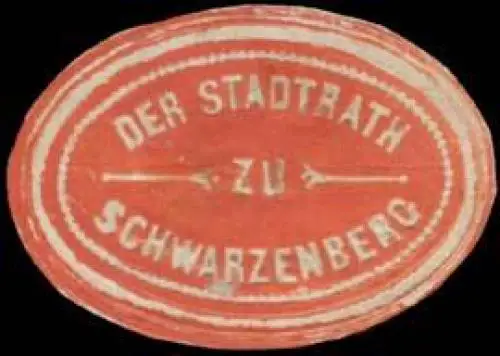 DER STADTRATH
ZU
SCHWARZENBERG